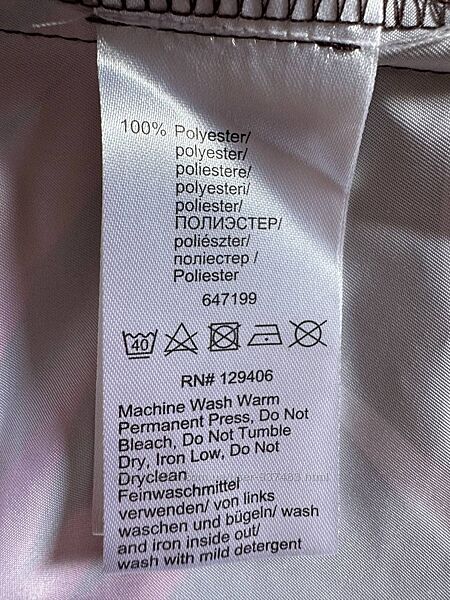 100% Polyester/
polyester/
poliestere/
polyesteri/
poliester/
ПОЛИЭСТЕР/
poliészter/
поліестер /
Poliester
647199
40
RN# 129406
Machine Wash Warm
Permanent Press, Do Not
Bleach, Do Not Tumble
Dry, Iron Low, Do Not
Dryclean
Feinwaschmittel
verwenden/ von links
waschen und bügeln/ wash
and iron inside out/
wash with mild detergent